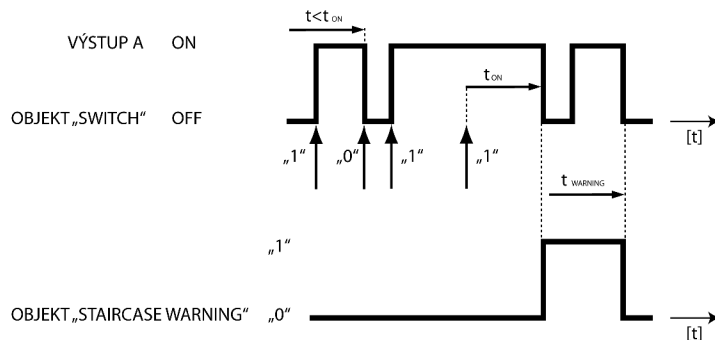 t<t ON
VÝSTUP A ON
t ON
OBJEKT „SWITCH“ OFF
[t]
„1“ „0“ „1“ „1“
t WARNING
„1“
OBJEKT „STAIRCASE WARNING“ „0“
[t]